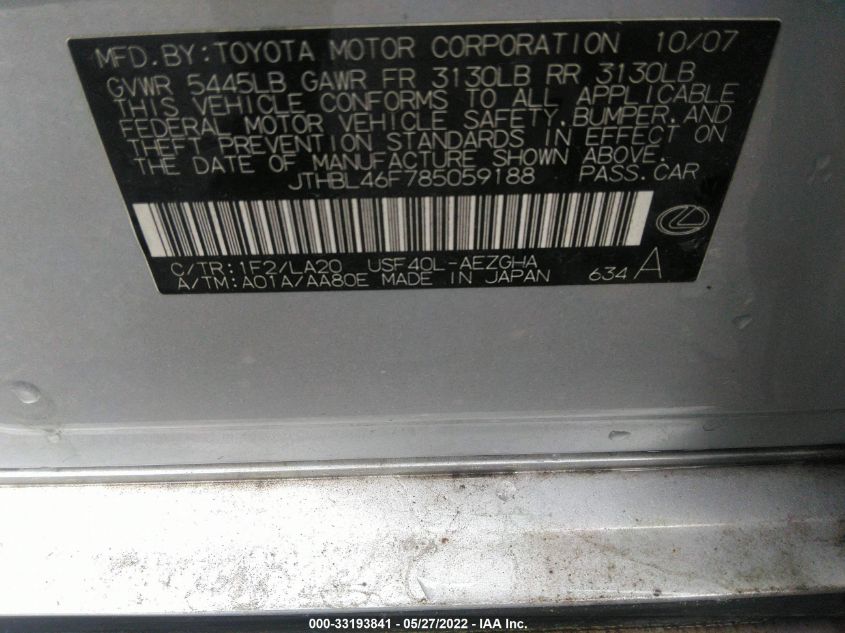 MFD. BY: TOYOTA MOTOR CORPORATION 10/07
GVWR 5445LB GAWR FR 3130LB RR 3130LB
THIS VEHICLE CONFORMS TO ALL APPLICABLE
FEDERAL MOTOR VEHICLE SAFETY, BUMPER, AND
THEFT PREVENTION STANDARDS IN EFFECT ON
THE DATE OF MANUFACTURE SHOWN ABOVE.
JTHBL46F785059188 PASS. CAR
C/TR: 1F2/LA20 USF40L-AEZGHA
A/TM: A01A/AA80E MADE IN JAPAN 634 A
000-33193841 - 05/27/2022 - IAA Inc.